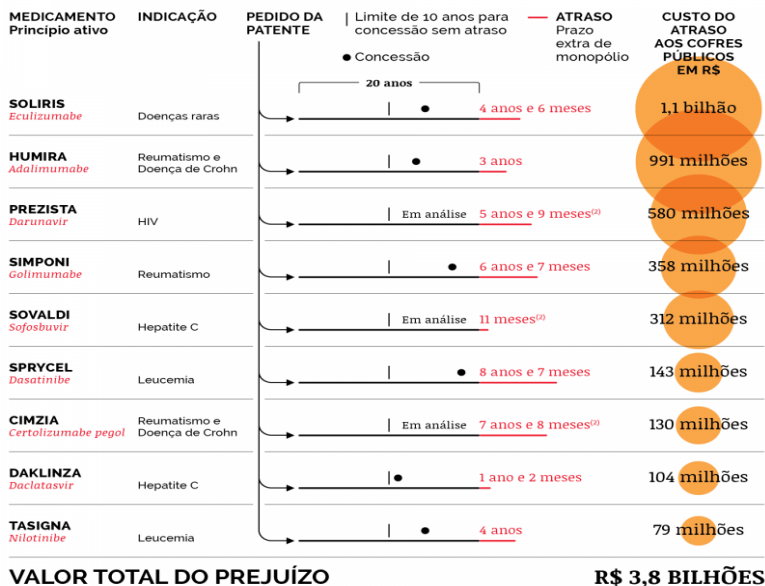 MEDICAMENTO
Princípio ativo
INDICAÇÃO
PEDIDO DA
PATENTE
Limite de 10 anos para
concessão sem atraso
Concessão
ATRASO
Prazo
extra de
monopólio
CUSTO DO
ATRASO
AOS COFRES
PÚBLICOS
EM R$
20 anos
SOLIRIS
Eculizumabe
Doenças raras
4 anos e 6 meses
1,1 bilhão
HUMIRA
Adalimumabe
Reumatismo e
Doença de Crohn
3 anos
991 milhões
PREZISTA
Darunavir
HIV
Em análise
5 anos e 9 meses(2)
580 milhões
SIMPONI
Golimumabe
Reumatismo
6 anos e 7 meses
358 milhões
SOVALDI
Sofosbuvir
Hepatite C
Em análise
11 meses(2)
312 milhões
SPRYCEL
Dasatinibe
Leucemia
8 anos e 7 meses
143 milhões
CIMZIA
Certolizumabe pegol
Reumatismo e
Doença de Crohn
Em análise
7 anos e 8 meses(2)
130 milhões
DAKLINZA
Daclatasvir
Hepatite C
1 ano e 2 meses
104 milhões
TASIGNA
Nilotinibe
Leucemia
4 anos
79 milhões
VALOR TOTAL DO PREJUÍZO
R$ 3,8 BILHÕES